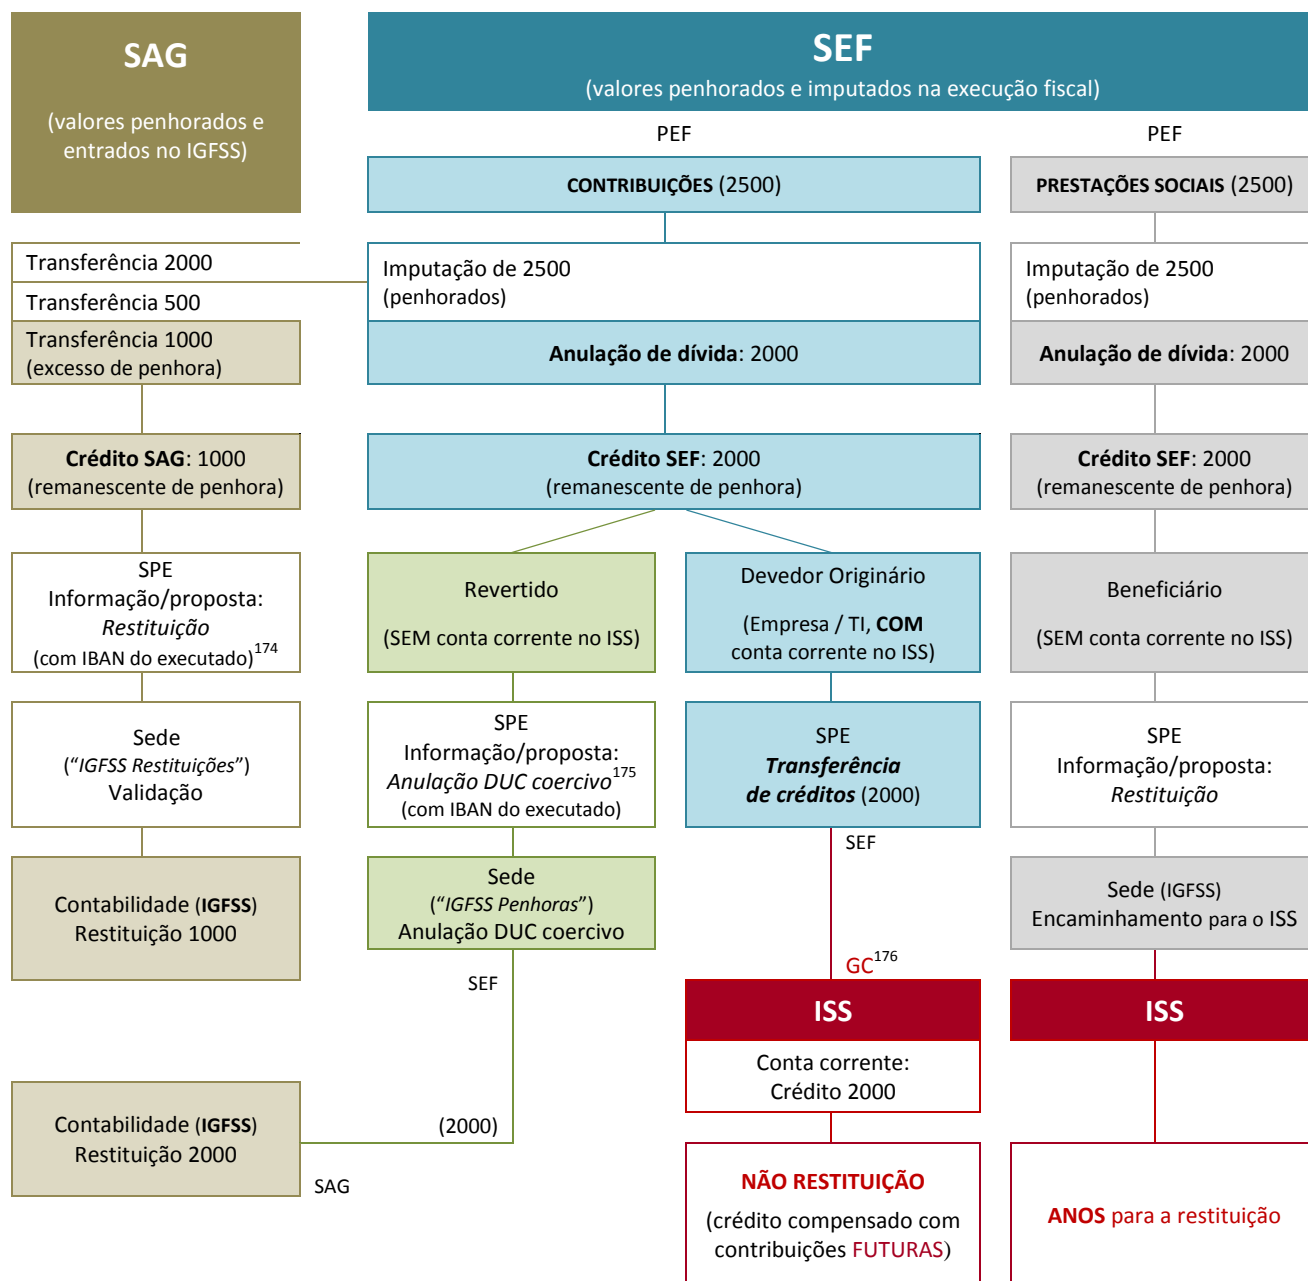 SAG
(valores penhorados e
entrados no IGFSS)
SEF
(valores penhorados e imputados na execução fiscal)
PEF
PEF
CONTRIBUIÇÕES (2500)
PRESTAÇÕES SOCIAIS (2500)
Transferência 2000
Transferência 500
Transferência 1000
(excesso de penhora)
Imputação de 2500
(penhorados)
Anulação de dívida: 2000
Imputação de 2500
(penhorados)
Anulação de dívida: 2000
Crédito SAG: 1000
(remanescente de penhora)
Crédito SEF: 2000
(remanescente de penhora)
Crédito SEF: 2000
(remanescente de penhora)
SPE
Informação/proposta:
Restituição
(com IBAN do executado)174
Revertido
(SEM conta corrente no ISS)
Devedor Originário
(Empresa / TI, COM
conta corrente no ISS)
Beneficiário
(SEM conta corrente no ISS)
Sede
(“IGFSS Restituições”)
Validação
SPE
Informação/proposta:
Anulação DUC coercivo175
(com IBAN do executado)
SPE
Transferência
de créditos (2000)
SPE
Informação/proposta:
Restituição
SEF
Contabilidade (IGFSS)
Restituição 1000
Sede
(“IGFSS Penhoras”)
Anulação DUC coercivo
Sede (IGFSS)
Encaminhamento para o ISS
SEF
GC176
ISS
ISS
Conta corrente:
Crédito 2000
Contabilidade (IGFSS)
Restituição 2000
(2000)
SAG
NÃO RESTITUIÇÃO
(crédito compensado com
contribuições FUTURAS)
ANOS para a restituição